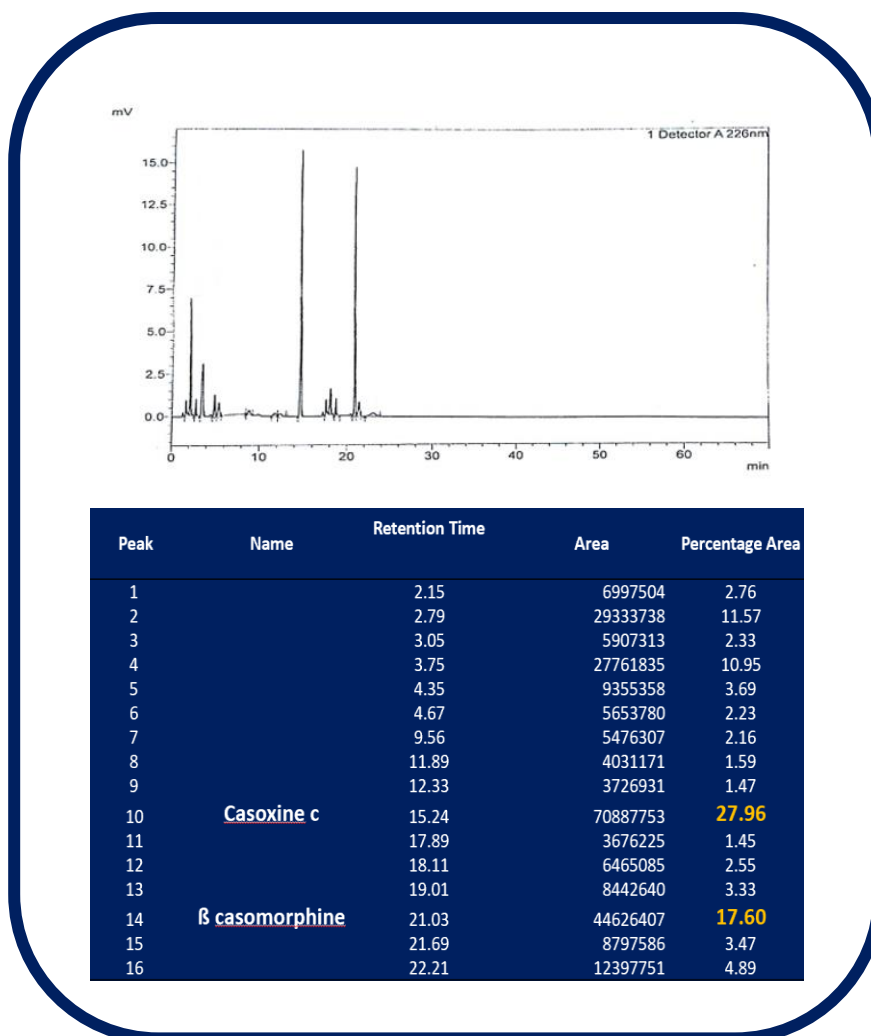 mV
1 Detector A 226nm
15.0
12.5
10.0
7.5
5.0
2.5
0.0
0 10 20 30 40 50 60
min
Peak Name Retention Time Area Percentage Area
1 2.15 6997504 2.76
2 2.79 29333738 11.57
3 3.05 5907313 2.33
4 3.75 27761835 10.95
5 4.35 9355358 3.69
6 4.67 5653780 2.23
7 9.56 5476307 2.16
8 11.89 4031171 1.59
9 12.33 3726931 1.47
10 Casoxine c 15.24 70887753 27.96
11 17.89 3676225 1.45
12 18.11 6465085 2.55
13 19.01 8442640 3.33
14 ß casomorphine 21.03 44626407 17.60
15 21.69 8797586 3.47
16 22.21 12397751 4.89